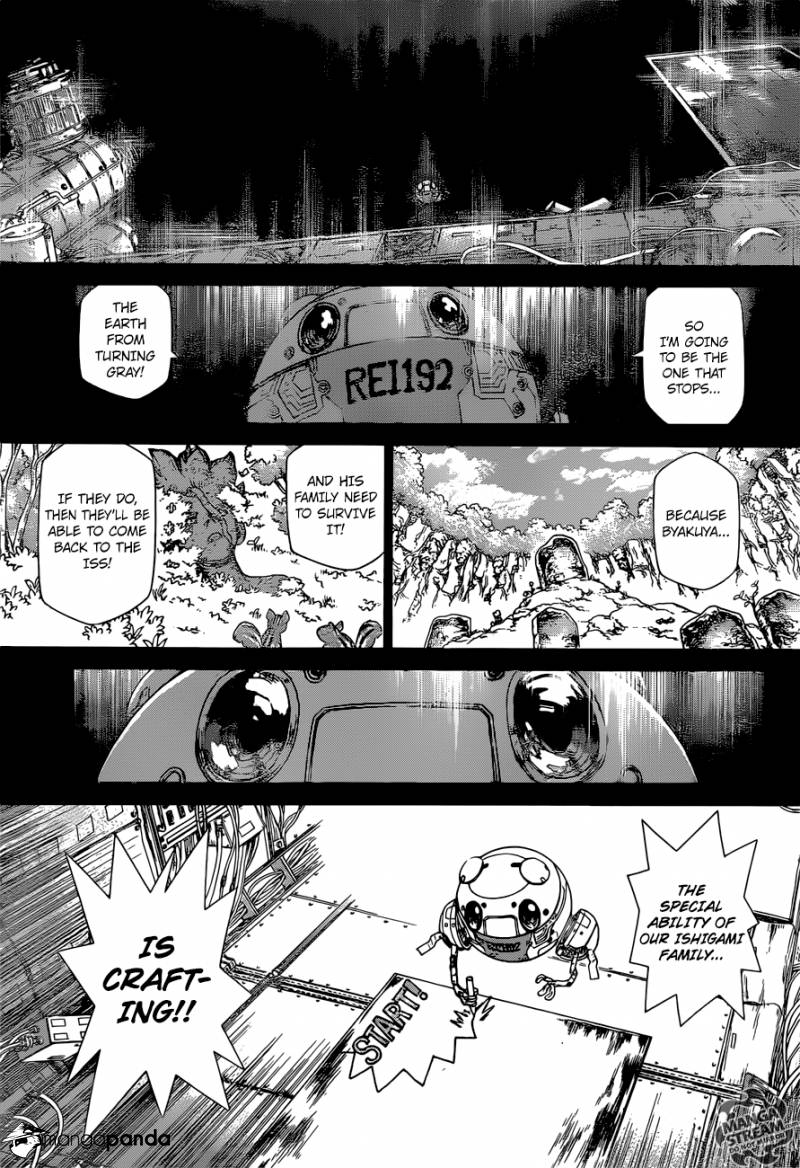 SO
I'M GOING
TO BE THE
ONE THAT
STOPS...
THE
EARTH
FROM
TURNING
GRAY!
REI192
BECAUSE
BYAKUYA...
AND HIS
FAMILY NEED
TO SURVIVE
IT!
IF THEY DO,
THEN THEY'LL BE
ABLE TO COME
BACK TO THE
ISS!
THE
SPECIAL
ABILITY OF
OUR ISHIGAMI
FAMILY...
START!
IS
CRAFT-
ING!!
mangapanda
MANGA
STREAM